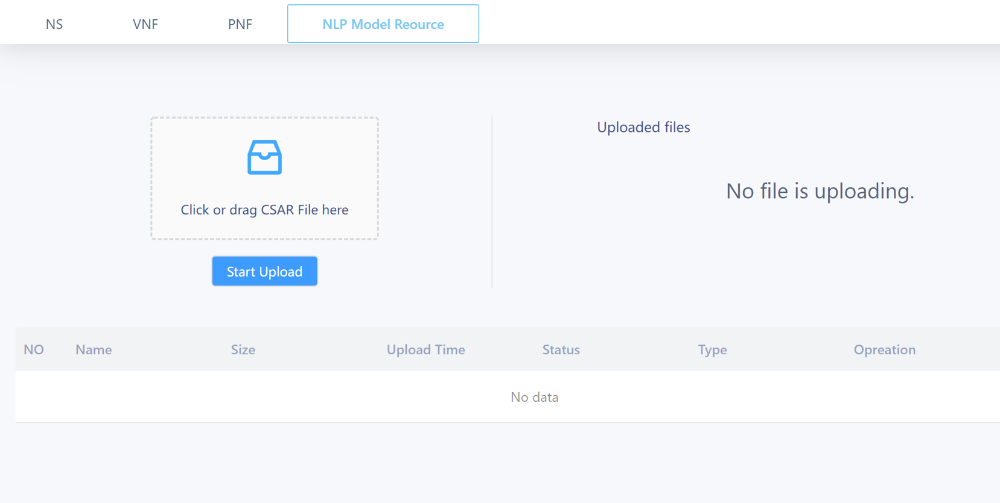 NS VNF PNF NLP Model Reource
Uploaded files
No file is uploading.
Click or drag CSAR File here
Start Upload
NO Name Size Upload Time Status Type Opreation
No data